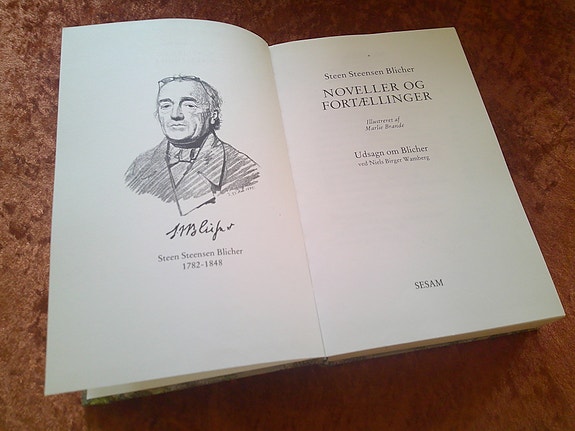 Steen Steensen Blicher
1782-1848
Steen Steensen Blicher
NOVELLER OG
FORTÆLLINGER
Illustreret af
Marlie Brande
Udsagn om Blicher
ved Niels Birger Wamberg
SESAM